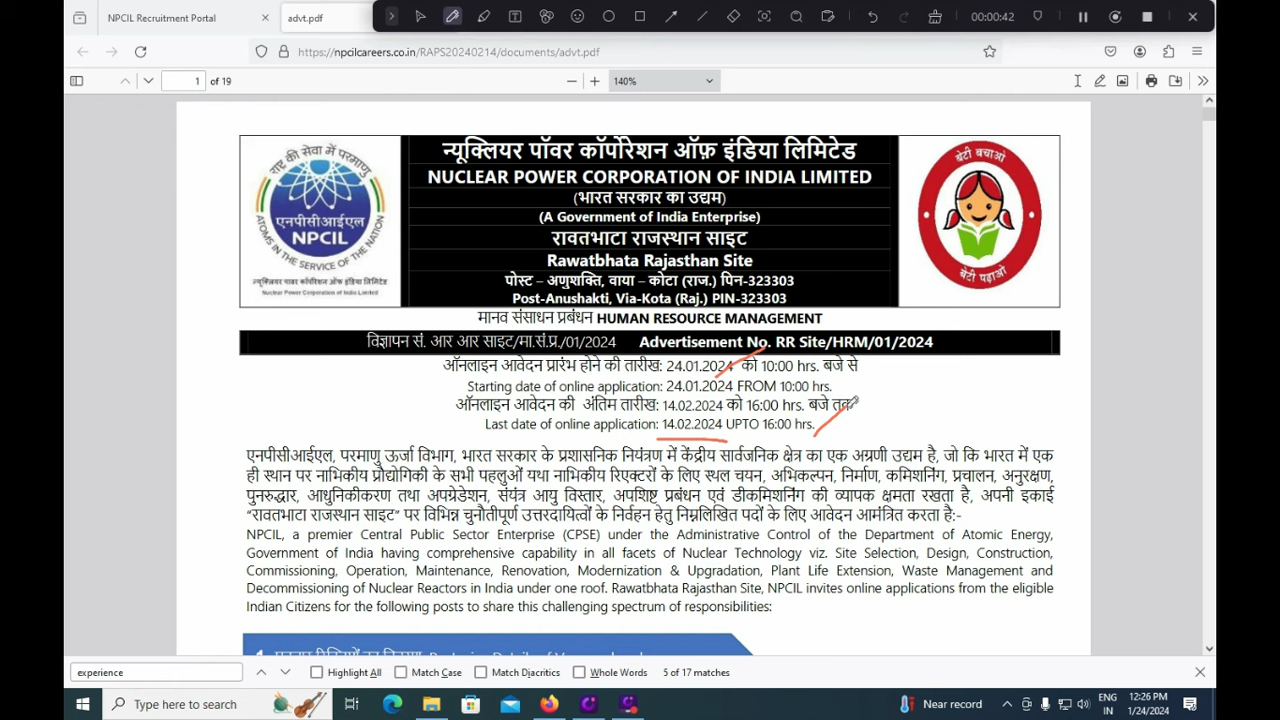 NPCIL Recruitment Portal
advt.pdf
00:00:42
https://npcilcareers.co.in/RAPS20240214/documents/advt.pdf
1 of 19
140%
राष्ट्र की सेवा में परमाणु
एनपीसीआईएल
NPCIL
ATOMS IN THE SERVICE OF THE NATION
न्यूक्लियर पॉवर कॉर्पोरेशन ऑफ़ इंडिया लिमिटेड
Nuclear Power Corporation of India Limited
न्यूक्लियर पॉवर कॉर्पोरेशन ऑफ़ इंडिया लिमिटेड
NUCLEAR POWER CORPORATION OF INDIA LIMITED
(भारत सरकार का उद्यम)
(A Government of India Enterprise)
रावतभाटा राजस्थान साइट
Rawatbhata Rajasthan Site
पोस्ट – अणुशक्ति, वाया – कोटा (राज.) पिन-323303
Post-Anushakti, Via-Kota (Raj.) PIN-323303
बेटी बचाओ
बेटी पढ़ाओ
मानव संसाधन प्रबंधन HUMAN RESOURCE MANAGEMENT
विज्ञापन सं. आर आर साइट/मा.सं.प्र./01/2024 Advertisement No. RR Site/HRM/01/2024
ऑनलाइन आवेदन प्रारंभ होने की तारीख: 24.01.2024 को 10:00 hrs. बजे से
Starting date of online application: 24.01.2024 FROM 10:00 hrs.
ऑनलाइन आवेदन की अंतिम तारीख: 14.02.2024 को 16:00 hrs. बजे तक
Last date of online application: 14.02.2024 UPTO 16:00 hrs.
एनपीसीआईएल, परमाणु ऊर्जा विभाग, भारत सरकार के प्रशासनिक नियंत्रण में केंद्रीय सार्वजनिक क्षेत्र का एक अग्रणी उद्यम है, जो कि भारत में एक
ही स्थान पर नाभिकीय प्रौद्योगिकी के सभी पहलुओं यथा नाभिकीय रिएक्टरों के लिए स्थल चयन, अभिकल्पन, निर्माण, कमिशनिंग, प्रचालन, अनुरक्षण,
पुनरुद्धार, आधुनिकीकरण तथा अपग्रेडेशन, संयंत्र आयु विस्तार, अपशिष्ट प्रबंधन एवं डीकमिशनिंग की व्यापक क्षमता रखता है, अपनी इकाई
“रावतभाटा राजस्थान साइट” पर विभिन्न चुनौतीपूर्ण उत्तरदायित्वों के निर्वहन हेतु निम्नलिखित पदों के लिए आवेदन आमंत्रित करता है:-
NPCIL, a premier Central Public Sector Enterprise (CPSE) under the Administrative Control of the Department of Atomic Energy,
Government of India having comprehensive capability in all facets of Nuclear Technology viz. Site Selection, Design, Construction,
Commissioning, Operation, Maintenance, Renovation, Modernization & Upgradation, Plant Life Extension, Waste Management and
Decommissioning of Nuclear Reactors in India under one roof. Rawatbhata Rajasthan Site, NPCIL invites online applications from the eligible
Indian Citizens for the following posts to share this challenging spectrum of responsibilities:
experience
Highlight All
Match Case
Match Diacritics
Whole Words
5 of 17 matches
Type here to search
Near record
ENG
IN
12:26 PM
1/24/2024